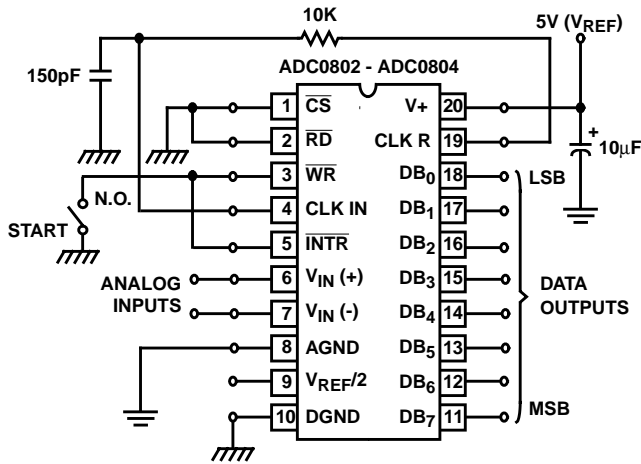 10K
5V (VREF)
150pF
ADC0802 - ADC0804
1 CS V+ 20
2 RD CLK R 19
+
10μF
3 WR DB0 18 LSB
N.O.
START
4 CLK IN DB1 17
5 INTR DB2 16
ANALOG
INPUTS
6 VIN (+) DB3 15
DATA
OUTPUTS
7 VIN (-) DB4 14
8 AGND DB5 13
9 VREF/2 DB6 12
10 DGND DB7 11 MSB